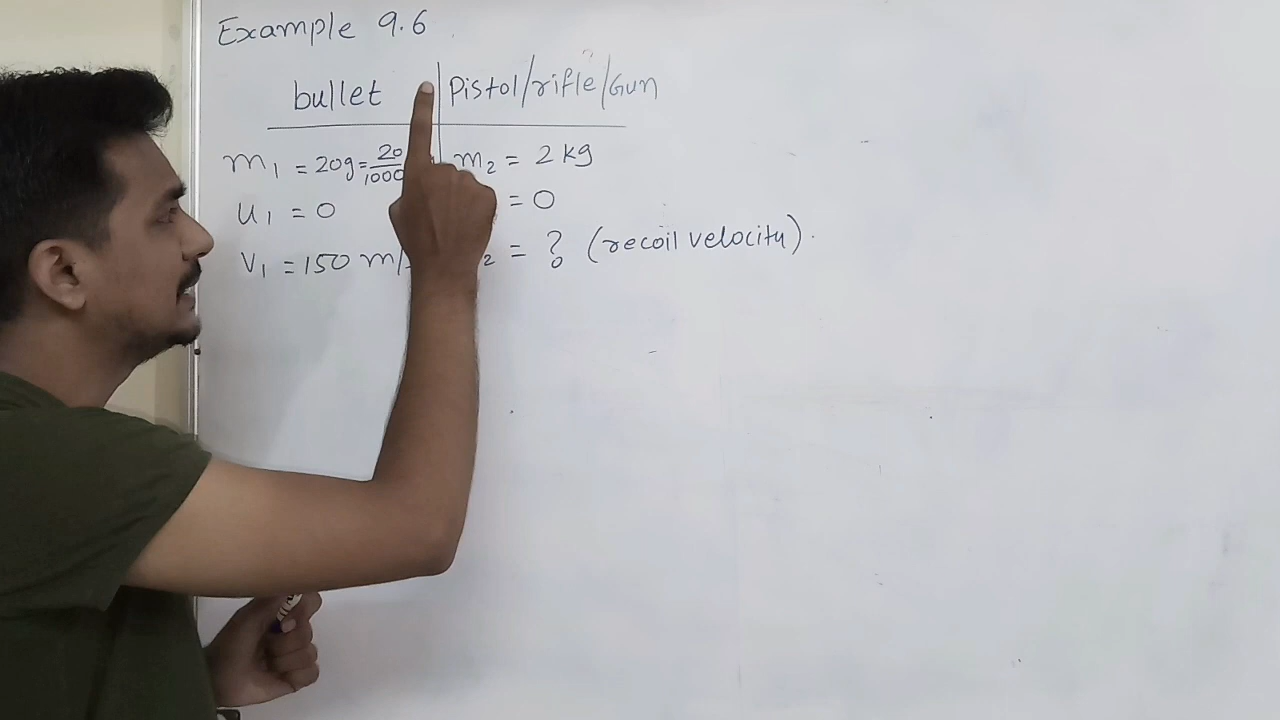 Example 9.6
bullet Pistol/rifle/Gun
m₁ = 20g = 20/1000 m₂ = 2 kg
u₁ = 0 = 0
v₁ = 150 m/ ₂ = ? (recoil velocity).